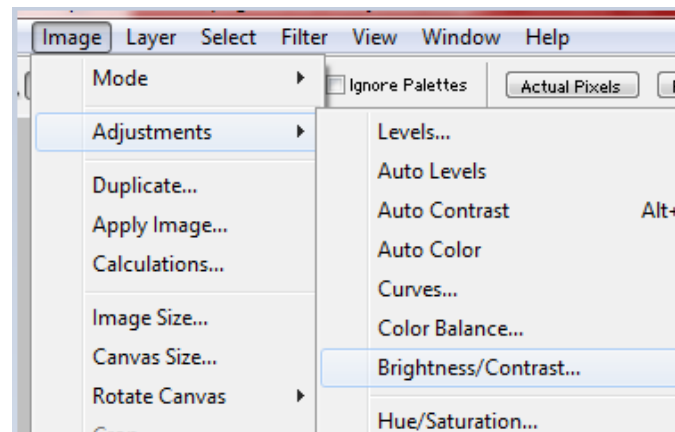 Image Layer Select Filter View Window Help
Mode
Ignore Palettes
Actual Pixels
Adjustments
Duplicate...
Apply Image...
Calculations...
Image Size...
Canvas Size...
Rotate Canvas
Levels...
Auto Levels
Auto Contrast Alt+
Auto Color
Curves...
Color Balance...
Brightness/Contrast...
Hue/Saturation...